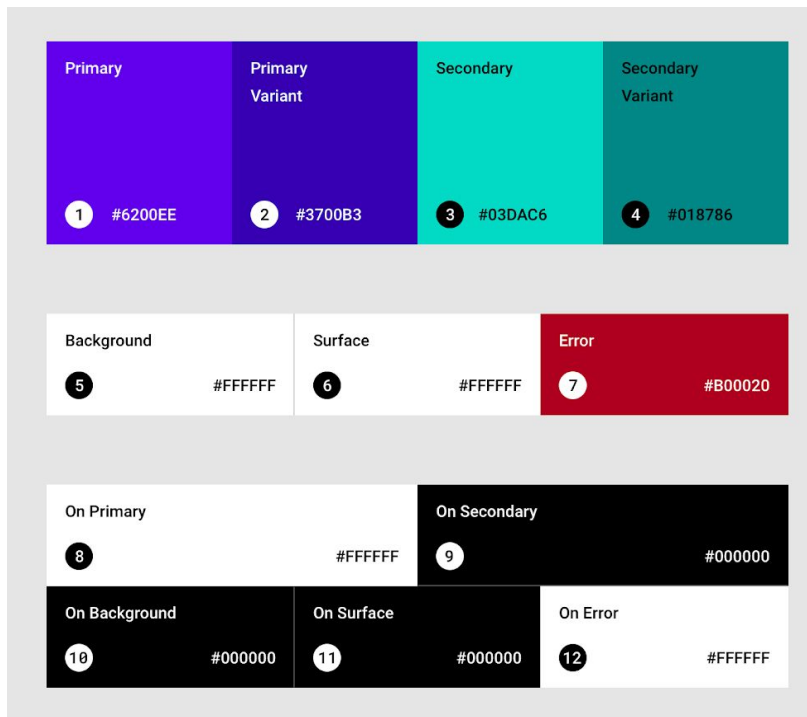 Primary
1 #6200EE
Primary
Variant
2 #3700B3
Secondary
3 #03DAC6
Secondary
Variant
4 #018786
Background
5 #FFFFFF
Surface
6 #FFFFFF
Error
7 #B00020
On Primary
8 #FFFFFF
On Secondary
9 #000000
On Background
10 #000000
On Surface
11 #000000
On Error
12 #FFFFFF